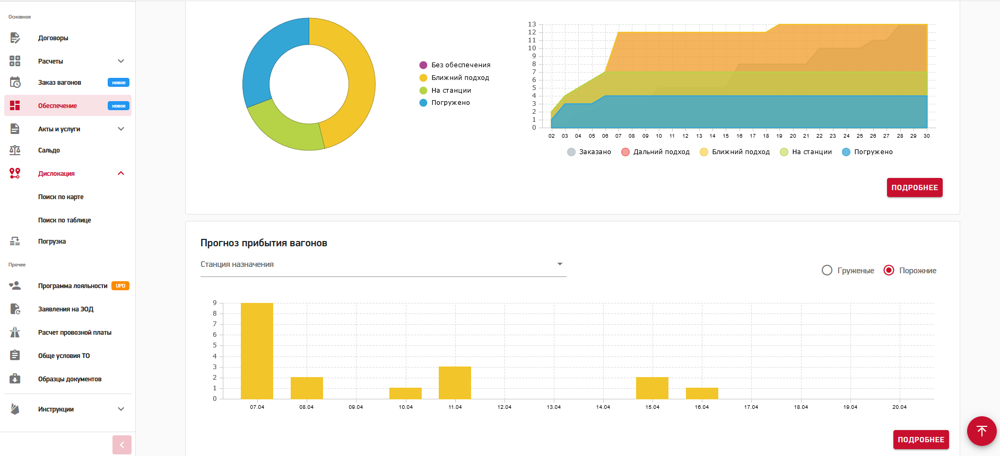 Основное
Договоры
Расчеты
Заказ вагонов новое
Обеспечение новое
Акты и услуги
Сальдо
Дислокация
Поиск по карте
Поиск по таблице
Погрузка
Прочее
Программа лояльности UPD
Заявления на ЭОД
Расчет провозной платы
Обще условия ТО
Образцы документов
Инструкции
Без обеспечения
Ближний подход
На станции
Погружено
13
12
11
10
9
8
7
6
5
4
3
2
1
0
02 03 04 05 06 07 08 09 10 11 12 13 14 15 16 17 18 19 20 21 22 23 24 25 26 27 28 29 30
Заказано Дальний подход Ближний подход На станции Погружено
ПОДРОБНЕЕ
Прогноз прибытия вагонов
Станция назначения
Груженые Порожние
9
8
7
6
5
4
3
2
1
0
07.04 08.04 09.04 10.04 11.04 12.04 13.04 14.04 15.04 16.04 17.04 18.04 19.04 20.04
ПОДРОБНЕЕ